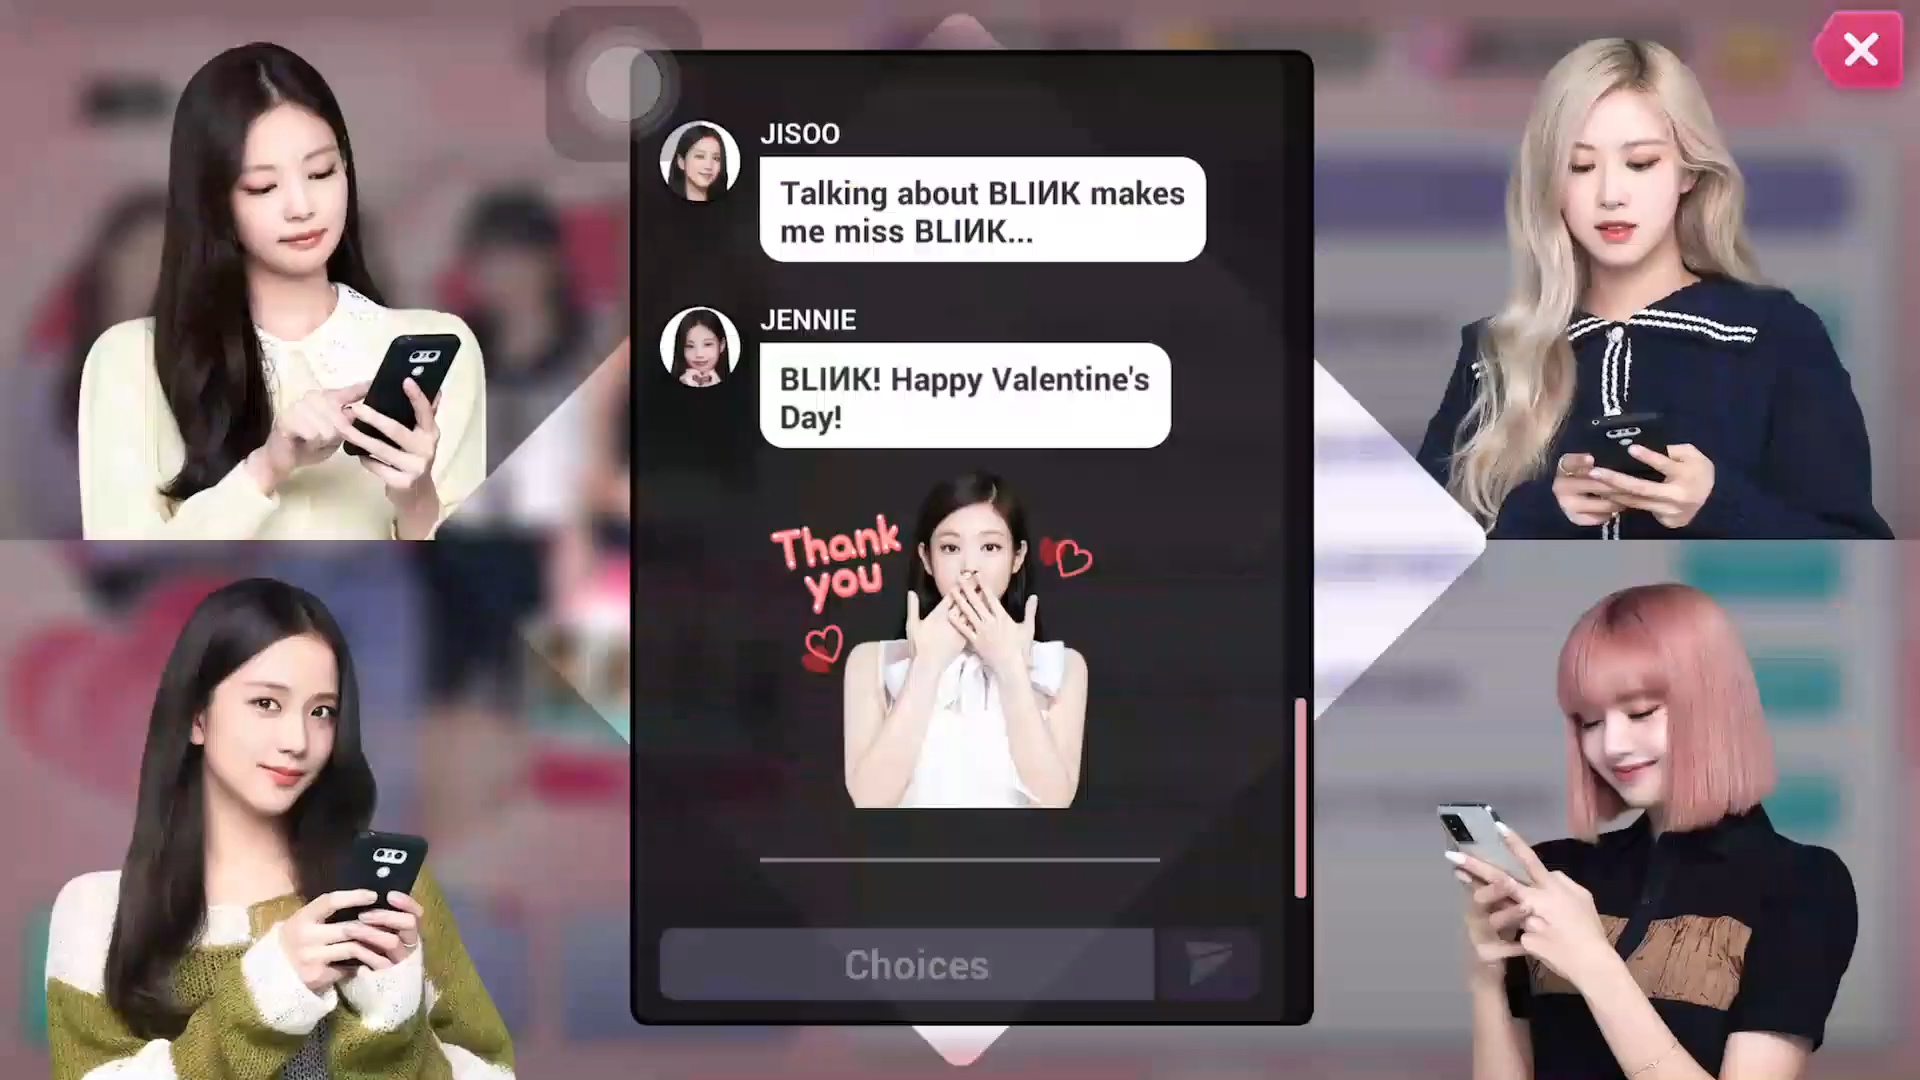 JISOO
Talking about BLIИK makes
me miss BLIИK...
JENNIE
BLIИK! Happy Valentine's
Day!
Thank
you
Choices